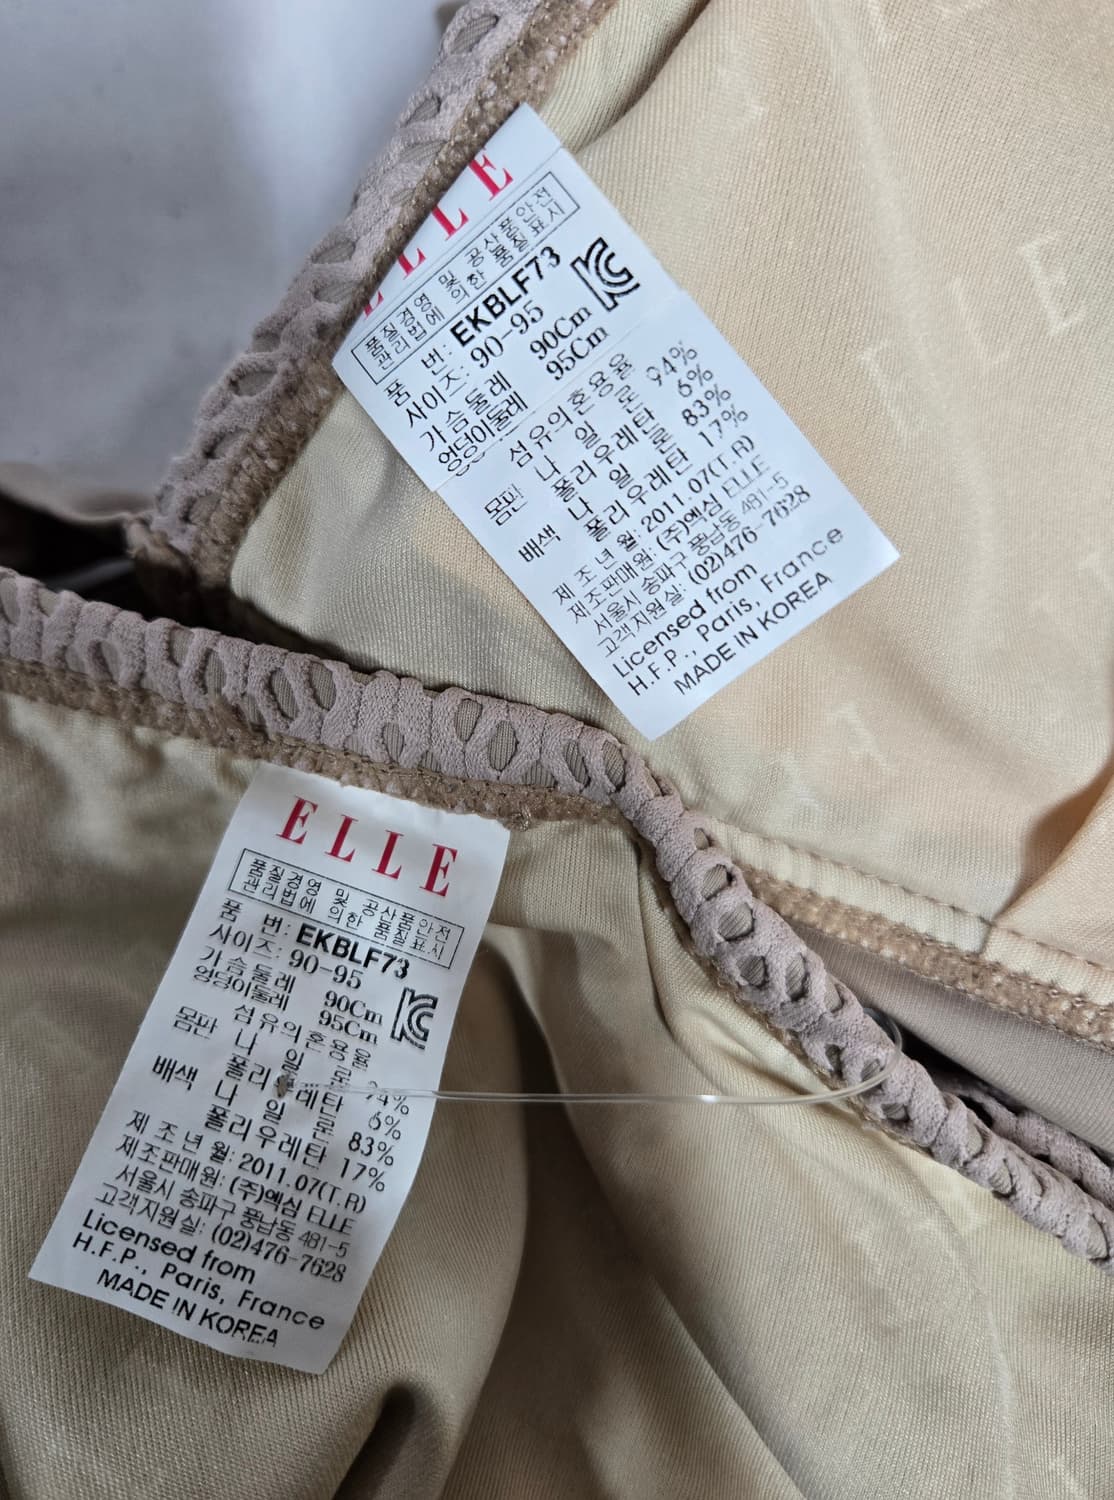 ELLE
품질경영 및 공산품안전
관리법에 의한 품질표시
품 번: EKBLF73
사이즈: 90-95
가슴둘레 90Cm
엉덩이둘레 95Cm
섬유의혼용율
몸판 나 일 론 94%
폴리우레탄 6%
배색 나 일 론 83%
폴리우레탄 17%
제 조 년 월: 2011.07(T.R)
제조판매원: (주)엑심 ELLE
서울시 송파구 풍납동 481-5
고객지원실: (02)476-7628
Licensed from
H.F.P., Paris, France
MADE IN KOREA
E
E
ELLE
품질경영 및 공산품안전
관리법에 의한 품질표시
품 번: EKBLF73
사이즈: 90-95
가슴둘레 90Cm
엉덩이둘레 95Cm
섬유의혼용율
몸판 나 일 론 94%
폴리우레탄 6%
배색 나 일 론 83%
폴리우레탄 17%
제 조 년 월: 2011.07(T.R)
제조판매원: (주)엑심 ELLE
서울시 송파구 풍납동 481-5
고객지원실: (02)476-7628
Licensed from
H.F.P., Paris, France
MADE IN KOREA